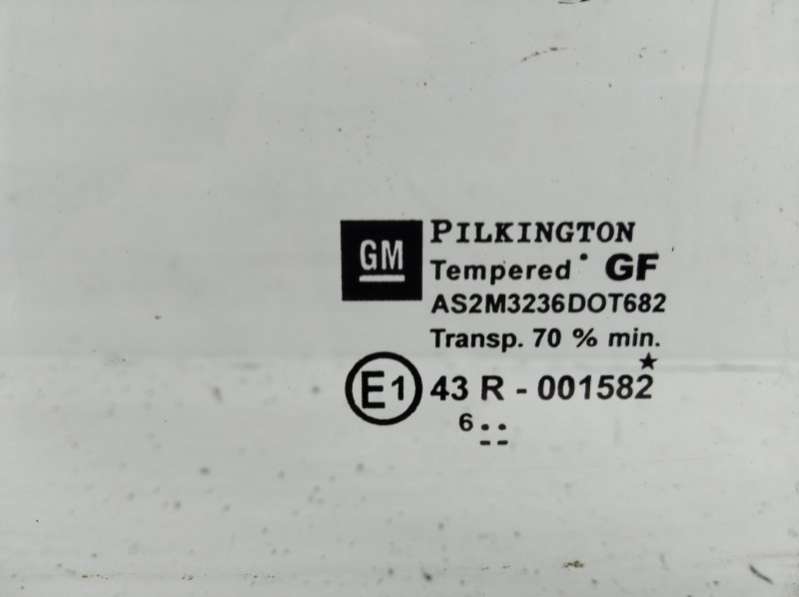 GM
PILKINGTON
Tempered GF
AS2M3236DOT682
Transp. 70 % min.
E1 43 R - 001582
6